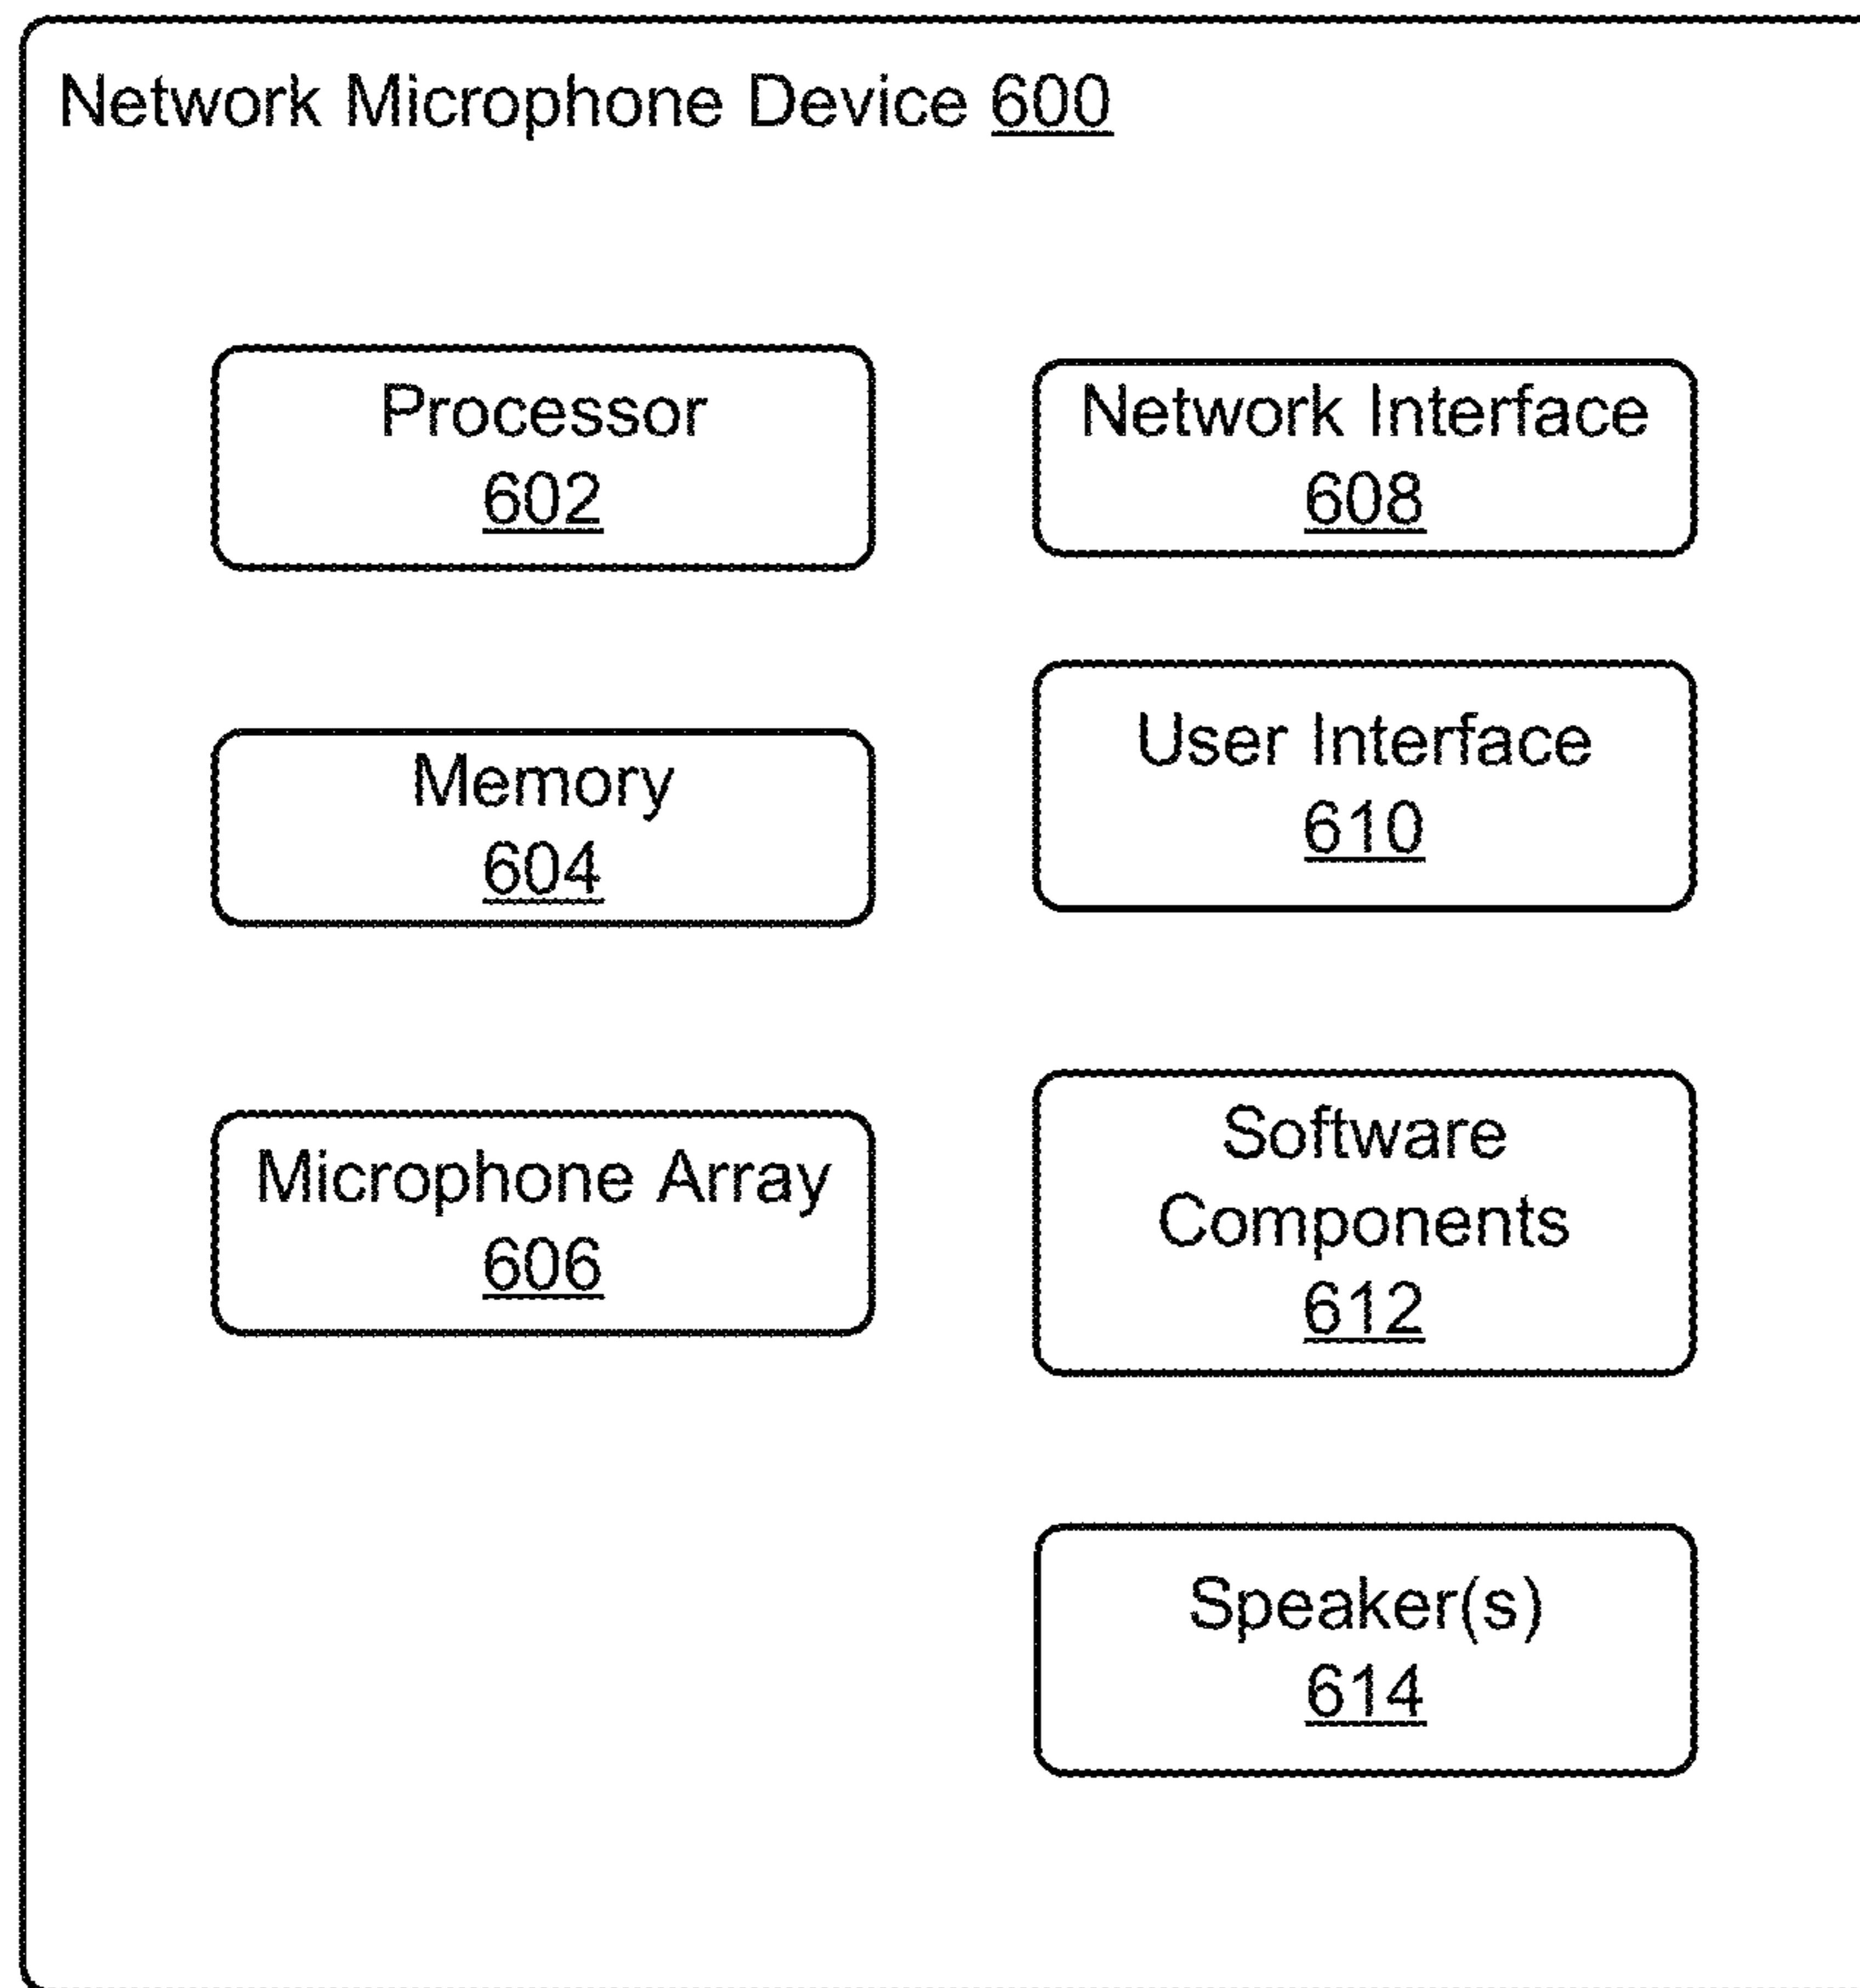 Network Microphone Device 600
Processor
602
Memory
604
Microphone Array
606
Network Interface
608
User Interface
610
Software
Components
612
Speaker(s)
614